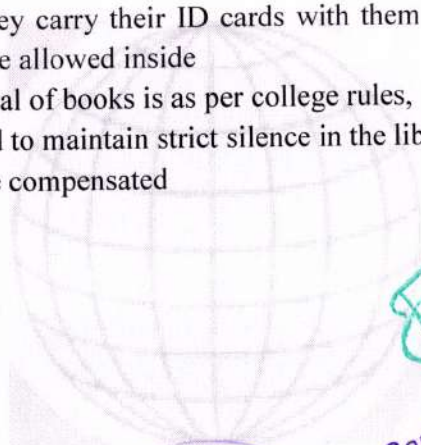 ey carry their ID cards with them
e allowed inside
al of books is as per college rules,
l to maintain strict silence in the lib
e compensated